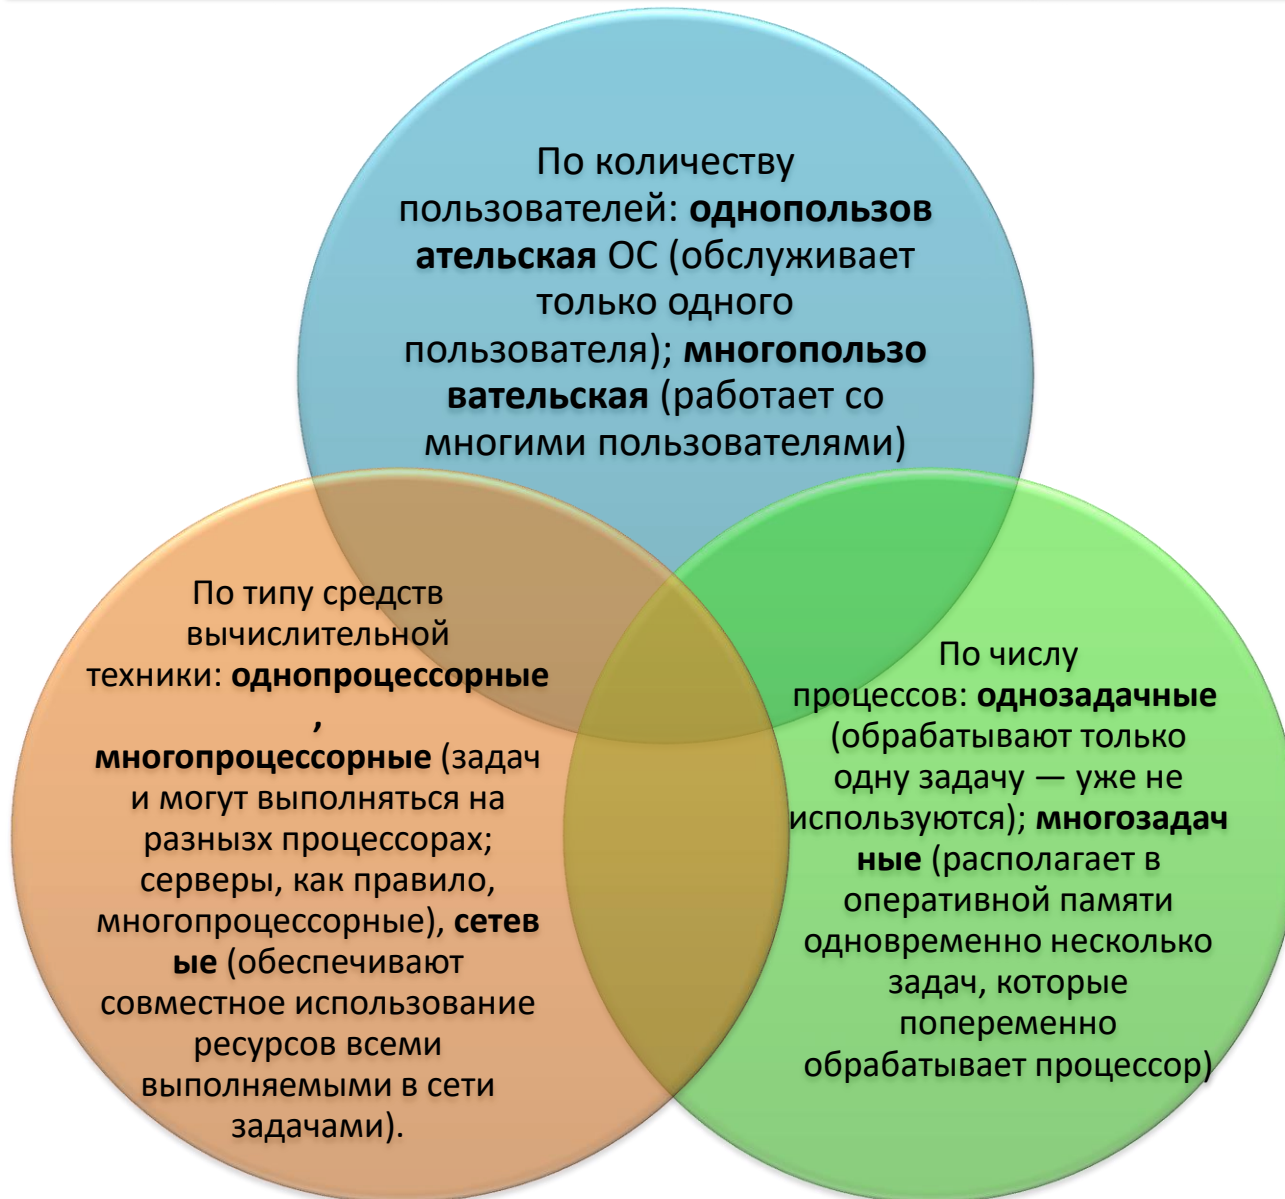 По количеству
пользователей: однопользов
ательская ОС (обслуживает
только одного
пользователя); многопользо
вательская (работает со
многими пользователями)
По типу средств
вычислительной
техники: однопроцессорные
,
многопроцессорные (задач
и могут выполняться на
разнызх процессорах;
серверы, как правило,
многопроцессорные), сетев
ые (обеспечивают
совместное использование
ресурсов всеми
выполняемыми в сети
задачами).
По числу
процессов: однозадачные
(обрабатывают только
одну задачу — уже не
используются); многозадач
ные (располагает в
оперативной памяти
одновременно несколько
задач, которые
попеременно
обрабатывает процессор)